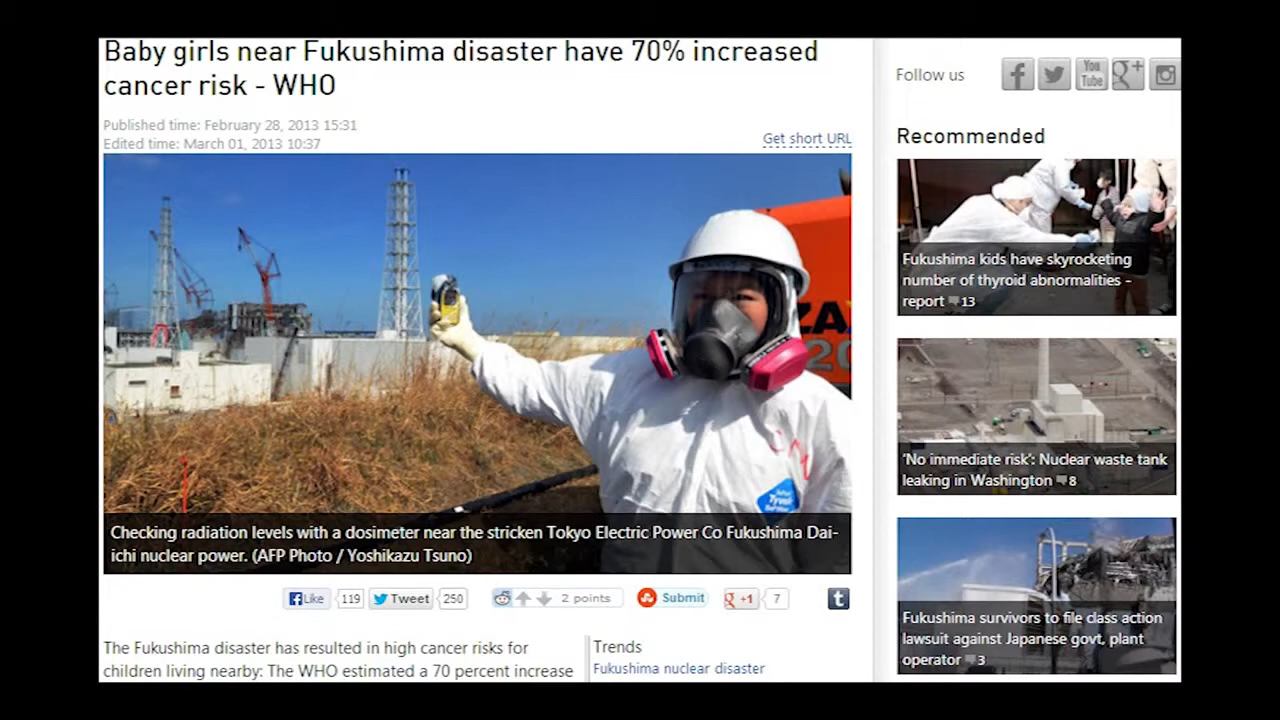 Baby girls near Fukushima disaster have 70% increased
cancer risk - WHO
Published time: February 28, 2013 15:31
Edited time: March 01, 2013 10:37
Get short URL
ZA
20
Tyvek
Checking radiation levels with a dosimeter near the stricken Tokyo Electric Power Co Fukushima Dai-
ichi nuclear power. (AFP Photo / Yoshikazu Tsuno)
Like 119 Tweet 250 2 points Submit +1 7 t
The Fukushima disaster has resulted in high cancer risks for
children living nearby: The WHO estimated a 70 percent increase
Trends
Fukushima nuclear disaster
Follow us
f
You
Tube
g+
Recommended
Fukushima kids have skyrocketing
number of thyroid abnormalities -
report 13
'No immediate risk': Nuclear waste tank
leaking in Washington 8
Fukushima survivors to file class action
lawsuit against Japanese govt, plant
operator 3